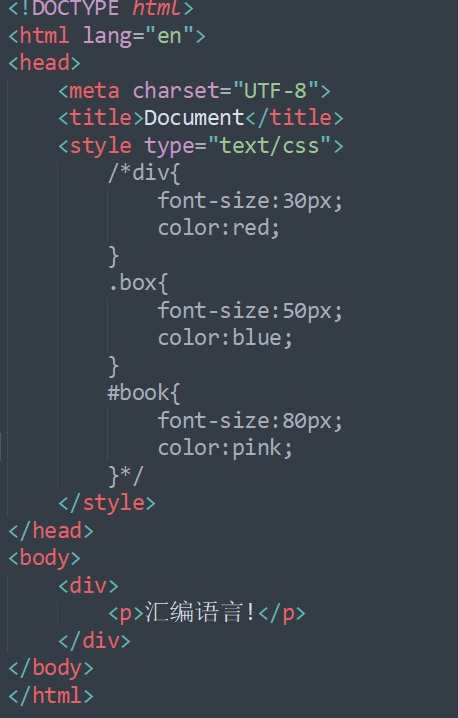 <!DOCTYPE html>
<html lang="en">
<head>
    <meta charset="UTF-8">
    <title>Document</title>
    <style type="text/css">
        /*div{
            font-size:30px;
            color:red;
        }
        .box{
            font-size:50px;
            color:blue;
        }
        #book{
            font-size:80px;
            color:pink;
        }*/
    </style>
</head>
<body>
    <div>
        <p>汇编语言!</p>
    </div>
</body>
</html>